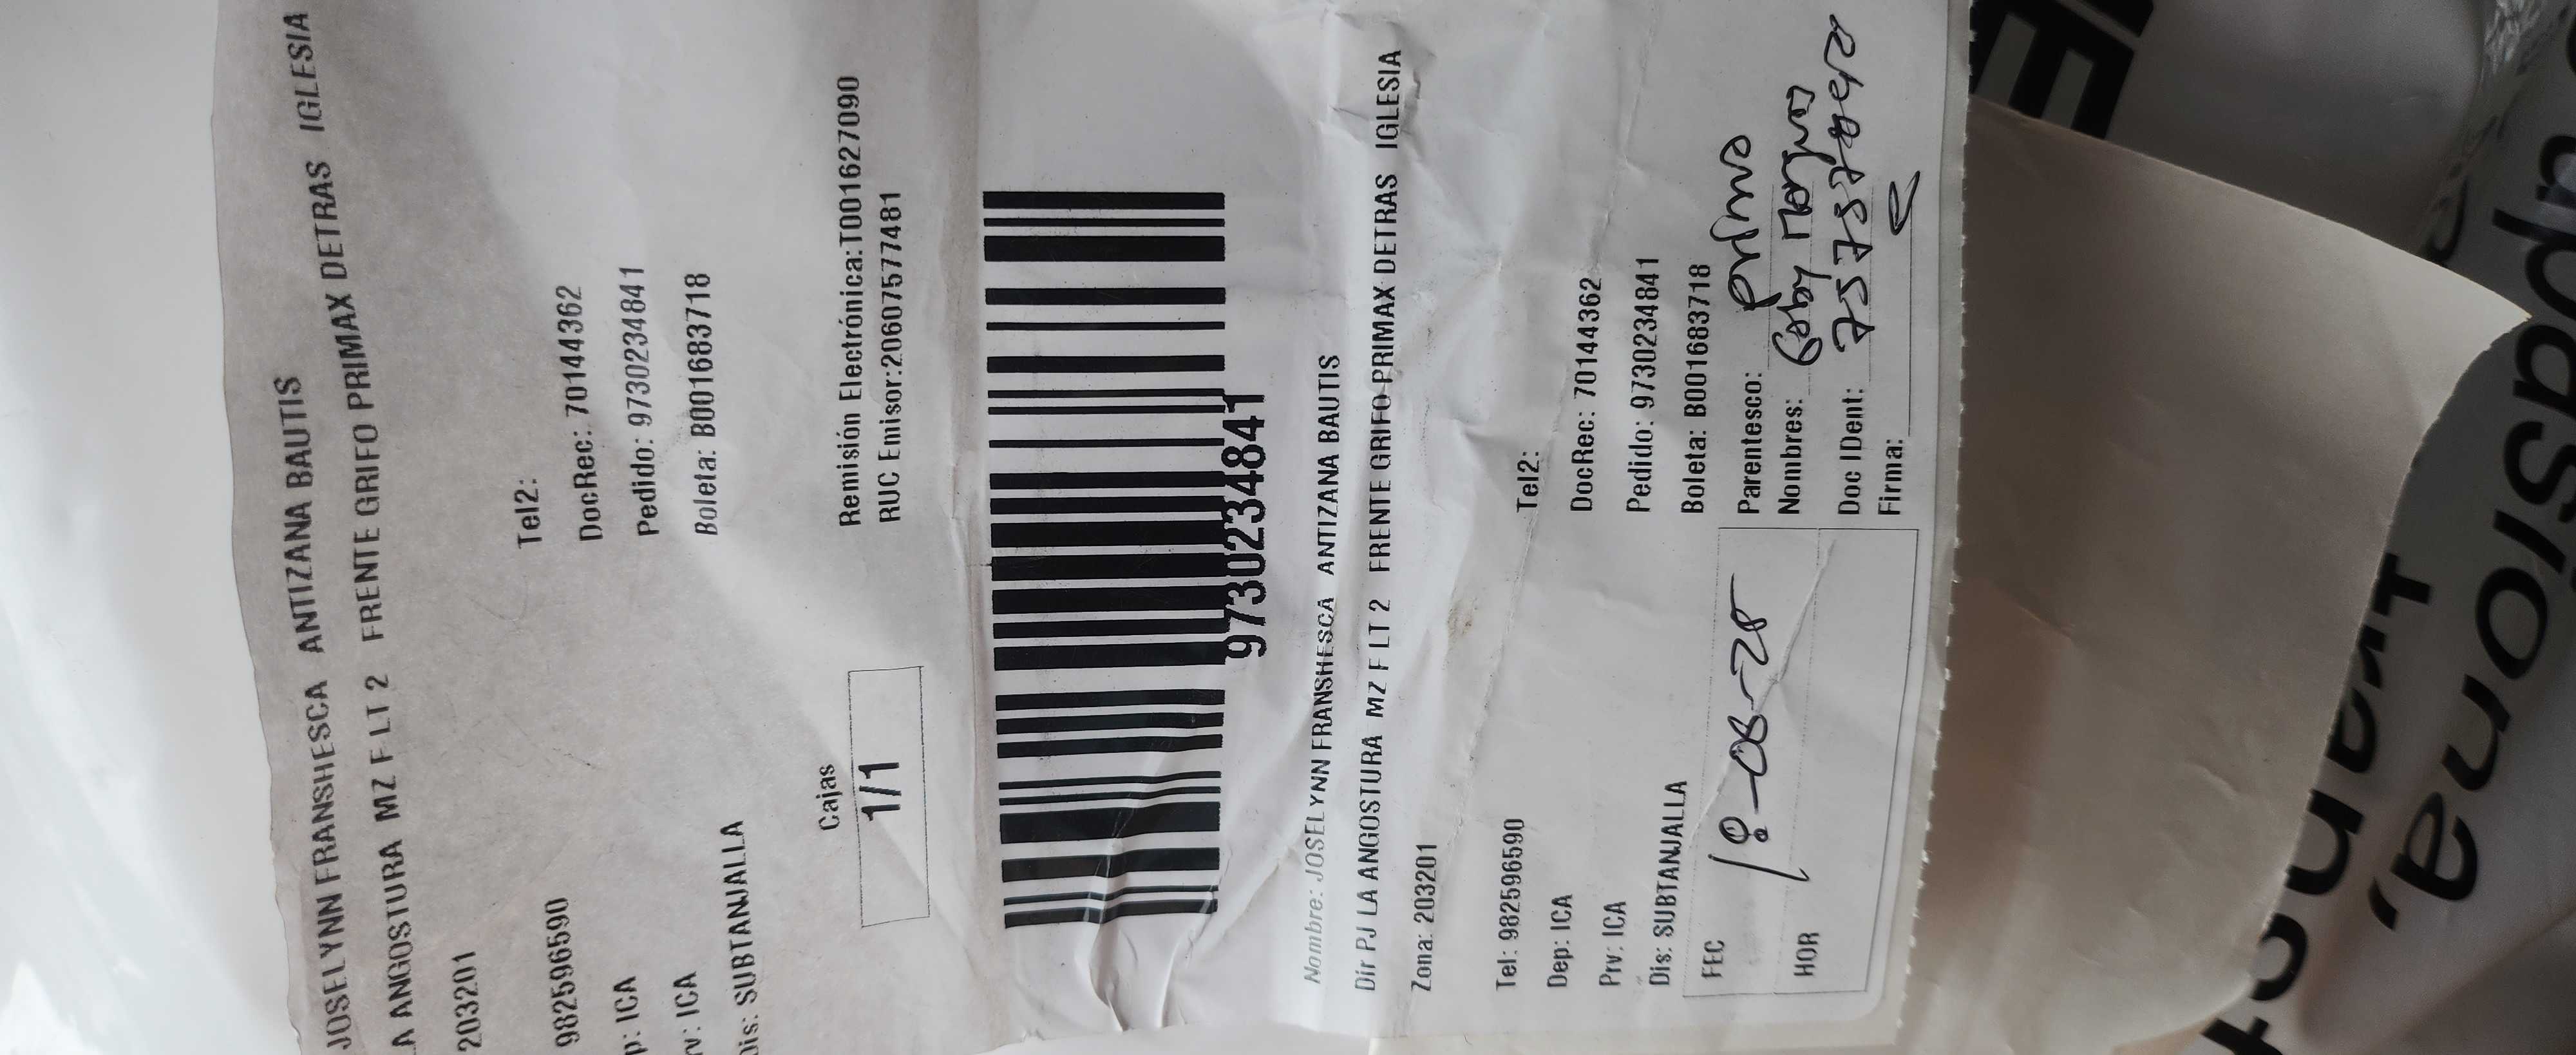 JOSELYNN FRANSHESCA ANTIZANA BAUTIS
LA ANGOSTURA MZ F LT 2 FRENTE GRIFO PRIMAX DETRAS IGLESIA
203201
982596590 Tel2:
p: ICA DocRec: 70144362
rv: ICA Pedido: 9730234841
Dis: SUBTANJALLA Boleta: B001683718
Cajas
1/1
Remisión Electrónica:T001627090
RUC Emisor:20607577481
9730234841
Nombre: JOSELYNN FRANSHESCA ANTIZANA BAUTIS
Dir PJ LA ANGOSTURA MZ F LT 2 FRENTE GRIFO PRIMAX DETRAS IGLESIA
Zona: 203201
Tel: 982596590 Tel2:
Dep: ICA DocRec: 70144362
Prv: ICA Pedido: 9730234841
Dis: SUBTANJALLA Boleta: B001683718
FEC
HOR
Parentesco: primo
Nombres:
Doc IDent:
Firma: